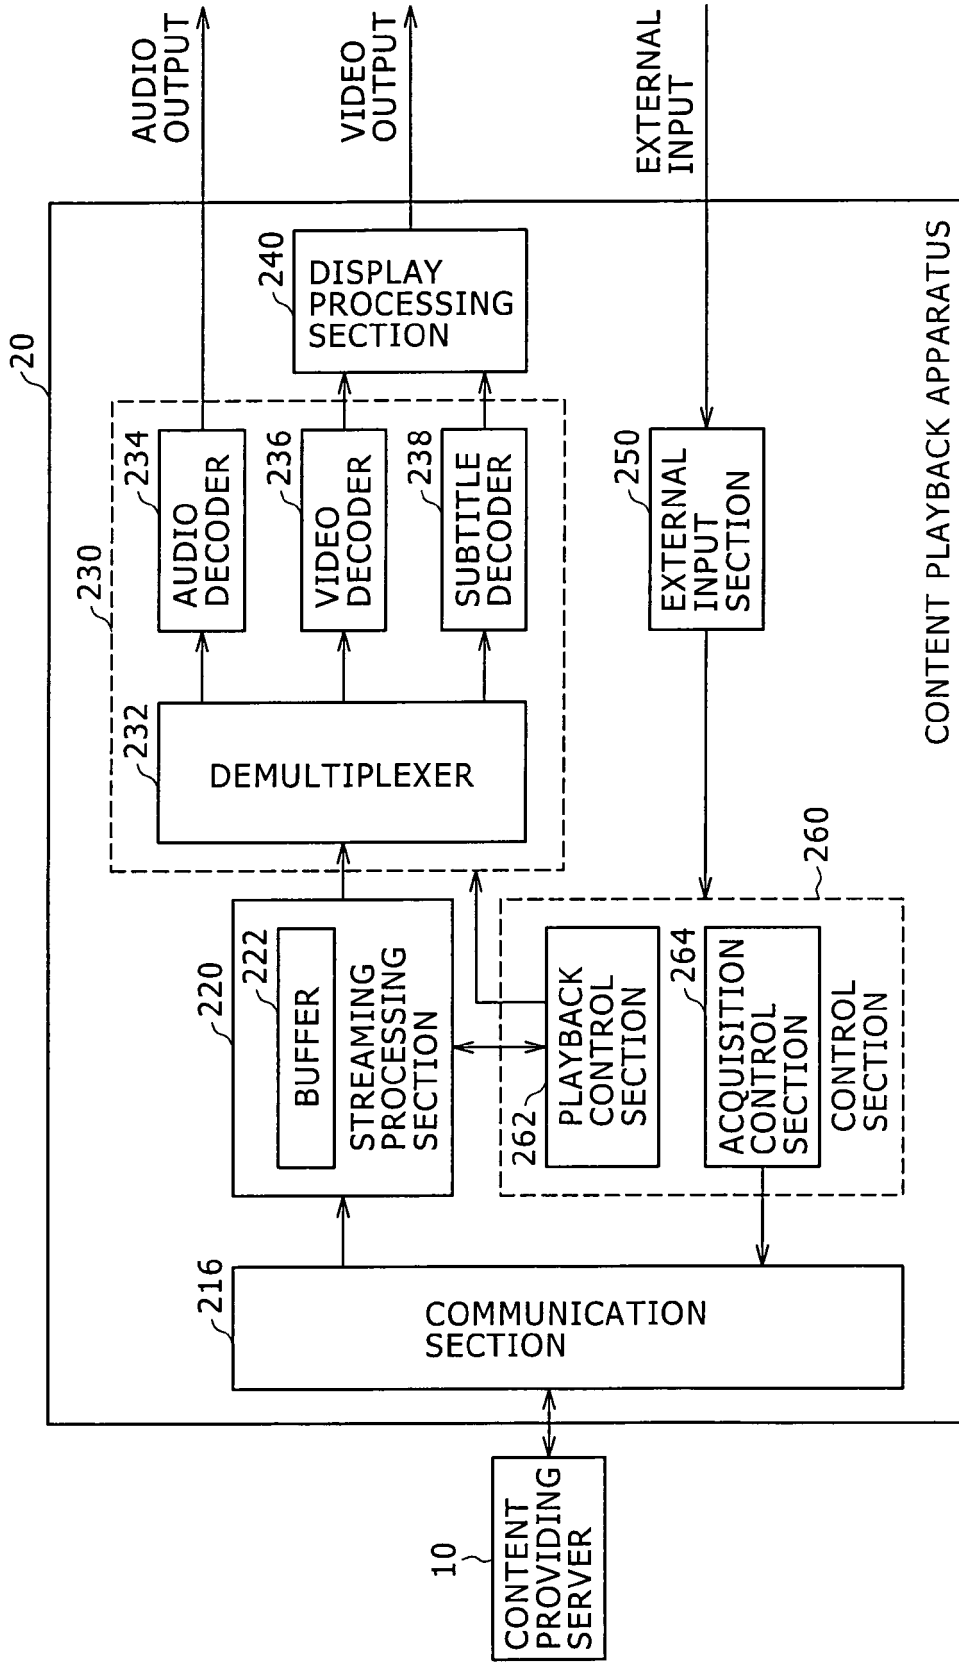 20
AUDIO
OUTPUT
VIDEO
OUTPUT
EXTERNAL
INPUT
230
232
DEMULTIPLEXER
234
AUDIO
DECODER
236
VIDEO
DECODER
238
SUBTITLE
DECODER
240
DISPLAY
PROCESSING
SECTION
216
COMMUNICATION
SECTION
220
222
BUFFER
STREAMING
PROCESSING
SECTION
10
CONTENT
PROVIDING
SERVER
262
PLAYBACK
CONTROL
SECTION
264
ACQUISITION
CONTROL
SECTION
CONTROL
SECTION
260
250
EXTERNAL
INPUT
SECTION
CONTENT PLAYBACK APPARATUS